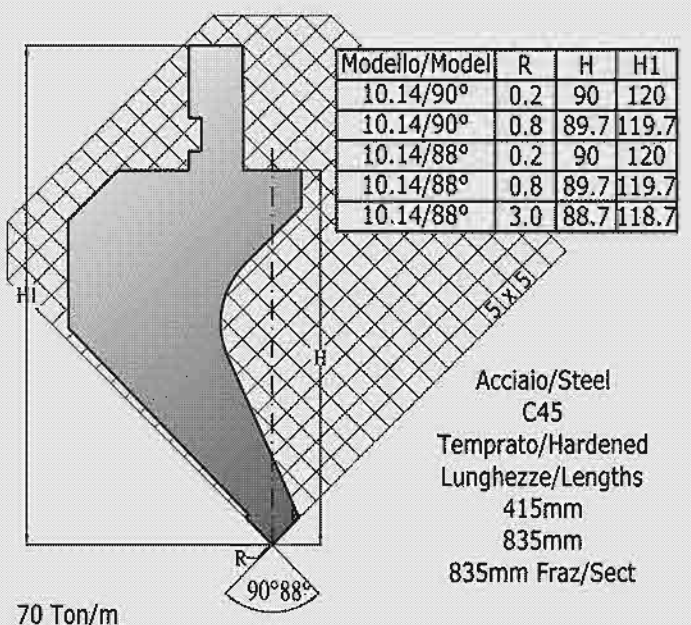 Modello/Model R H H1
10.14/90° 0.2 90 120
10.14/90° 0.8 89.7 119.7
10.14/88° 0.2 90 120
10.14/88° 0.8 89.7 119.7
10.14/88° 3.0 88.7 118.7
5 x 5
H1
H
Acciaio/Steel
C45
Temprato/Hardened
Lunghezze/Lengths
415mm
835mm
835mm Fraz/Sect
R
90°88°
70 Ton/m